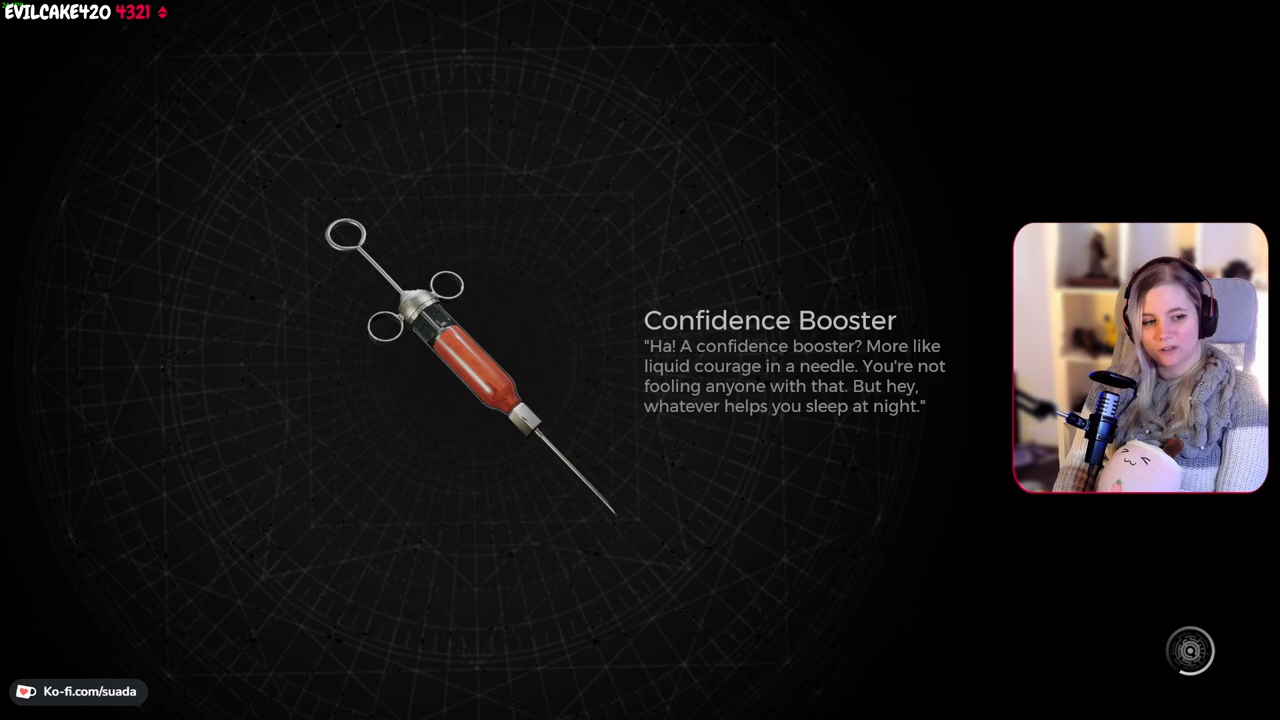 EVILCAKE420 4321
Confidence Booster
"Ha! A confidence booster? More like
liquid courage in a needle. You're not
fooling anyone with that. But hey,
whatever helps you sleep at night."
Ko-fi.com/suada